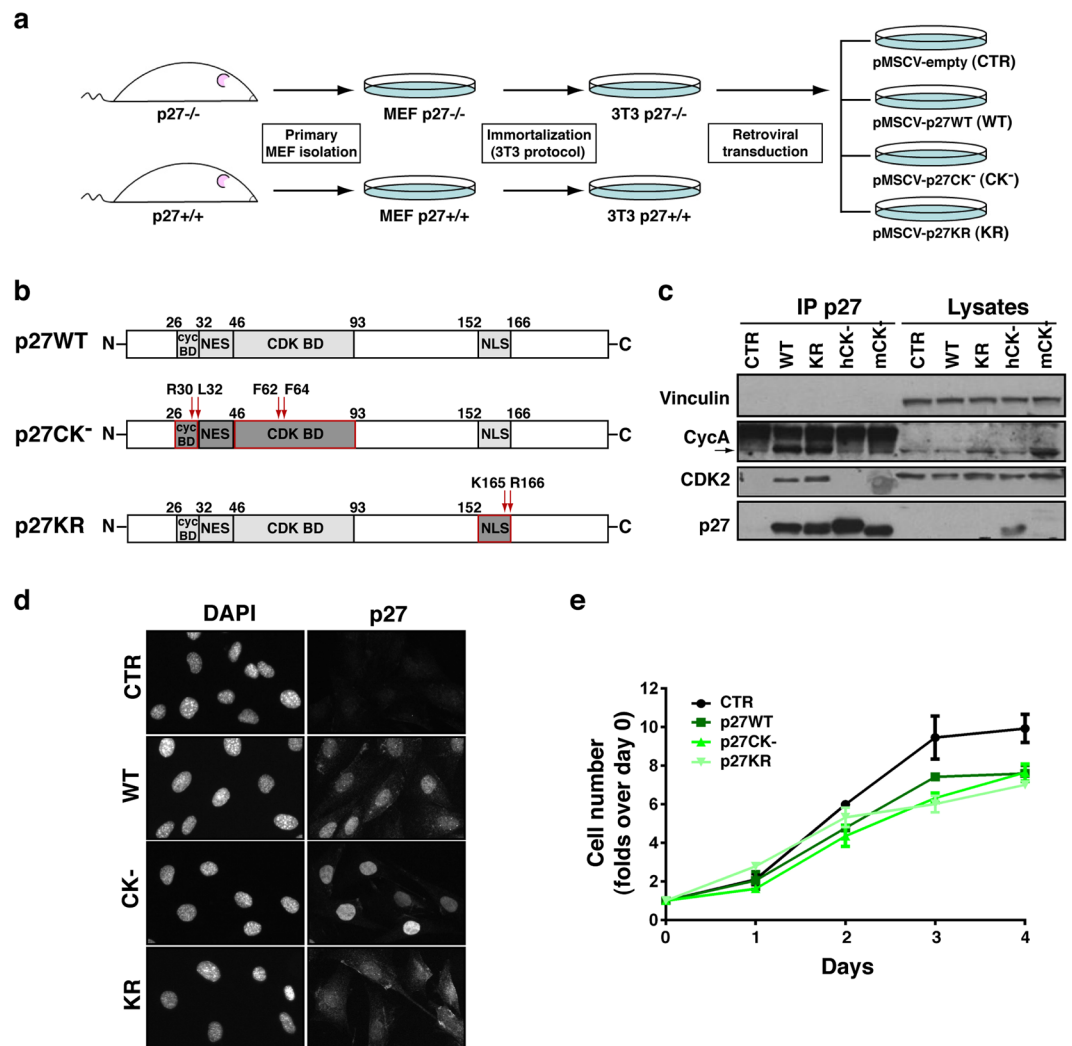 a
p27-/-
Primary
MEF isolation
MEF p27-/-
Immortalization
(3T3 protocol)
3T3 p27-/-
Retroviral
transduction
p27+/+
MEF p27+/+
3T3 p27+/+
pMSCV-empty (CTR)
pMSCV-p27WT (WT)
pMSCV-p27CK⁻ (CK⁻)
pMSCV-p27KR (KR)
b
26 32 46 93 152 166
p27WT N cyc BD NES CDK BD NLS C
R30 L32 F62 F64
26 46 93 152 166
p27CK⁻ N cyc BD NES CDK BD NLS C
K165 R166
26 32 46 93 152
p27KR N cyc BD NES CDK BD NLS C
c
IP p27 Lysates
CTR WT KR hCK- mCK- CTR WT KR hCK- mCK-
Vinculin
CycA
CDK2
p27
d
DAPI p27
CTR
WT
CK-
KR
e
Cell number
(folds over day 0)
12
10
8
6
4
2
0
CTR
p27WT
p27CK-
p27KR
0 1 2 3 4
Days